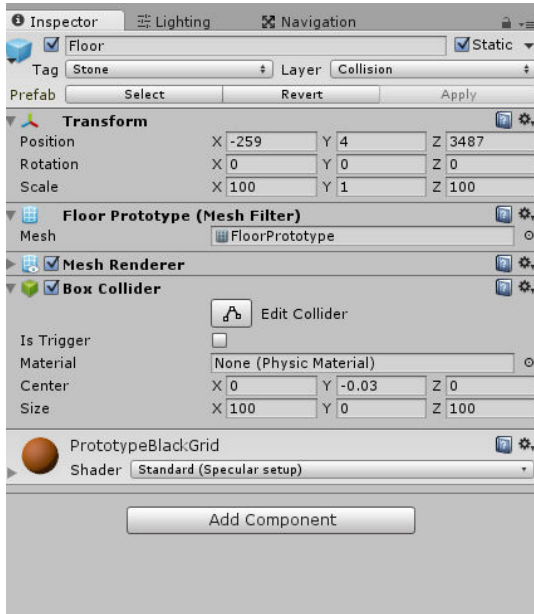 Inspector Lighting Navigation
Floor Static
Tag Stone Layer Collision
Prefab Select Revert Apply
Transform
Position X -259 Y 4 Z 3487
Rotation X 0 Y 0 Z 0
Scale X 100 Y 1 Z 100
Floor Prototype (Mesh Filter)
Mesh FloorPrototype
Mesh Renderer
Box Collider
Edit Collider
Is Trigger
Material None (Physic Material)
Center X 0 Y -0.03 Z 0
Size X 100 Y 0 Z 100
PrototypeBlackGrid
Shader Standard (Specular setup)
Add Component